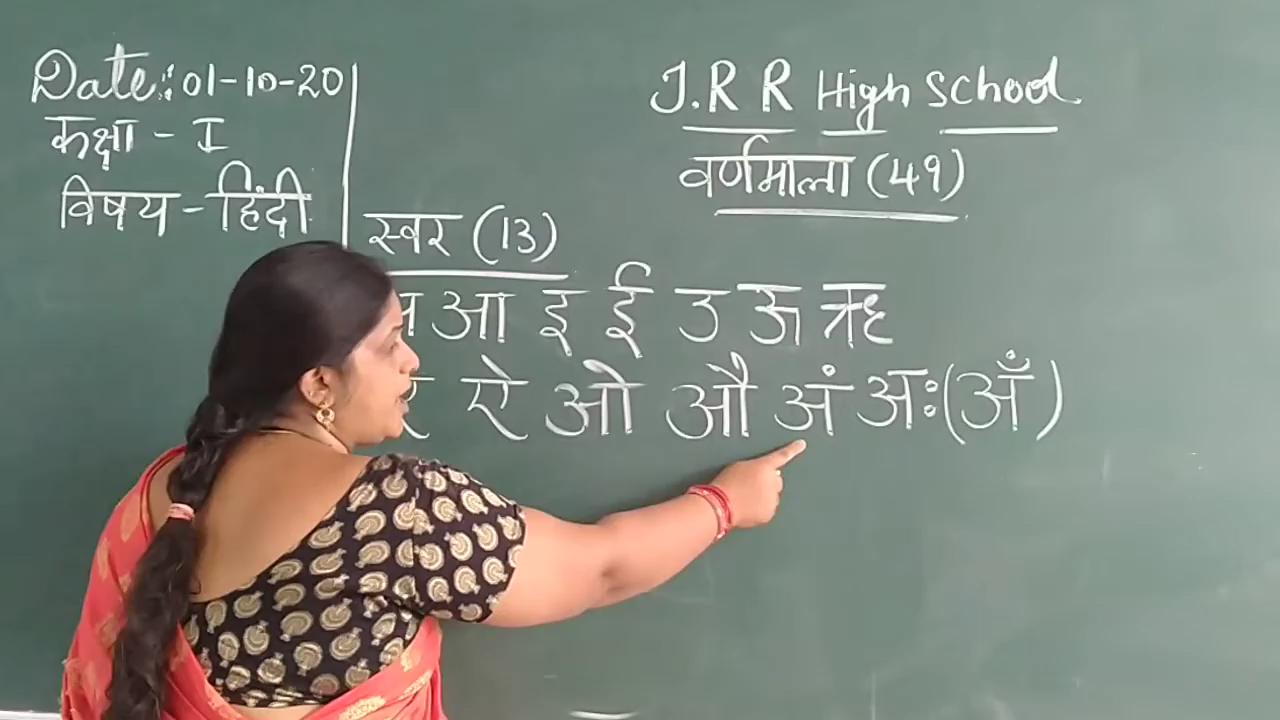 Date: 01-10-20
कक्षा - I
विषय - हिंदी
J.R R High School
वर्णमाला (49)
स्वर (13)
आ इ ई उ ऊ ऋ
ऐ ओ औ अं अः (अँ)